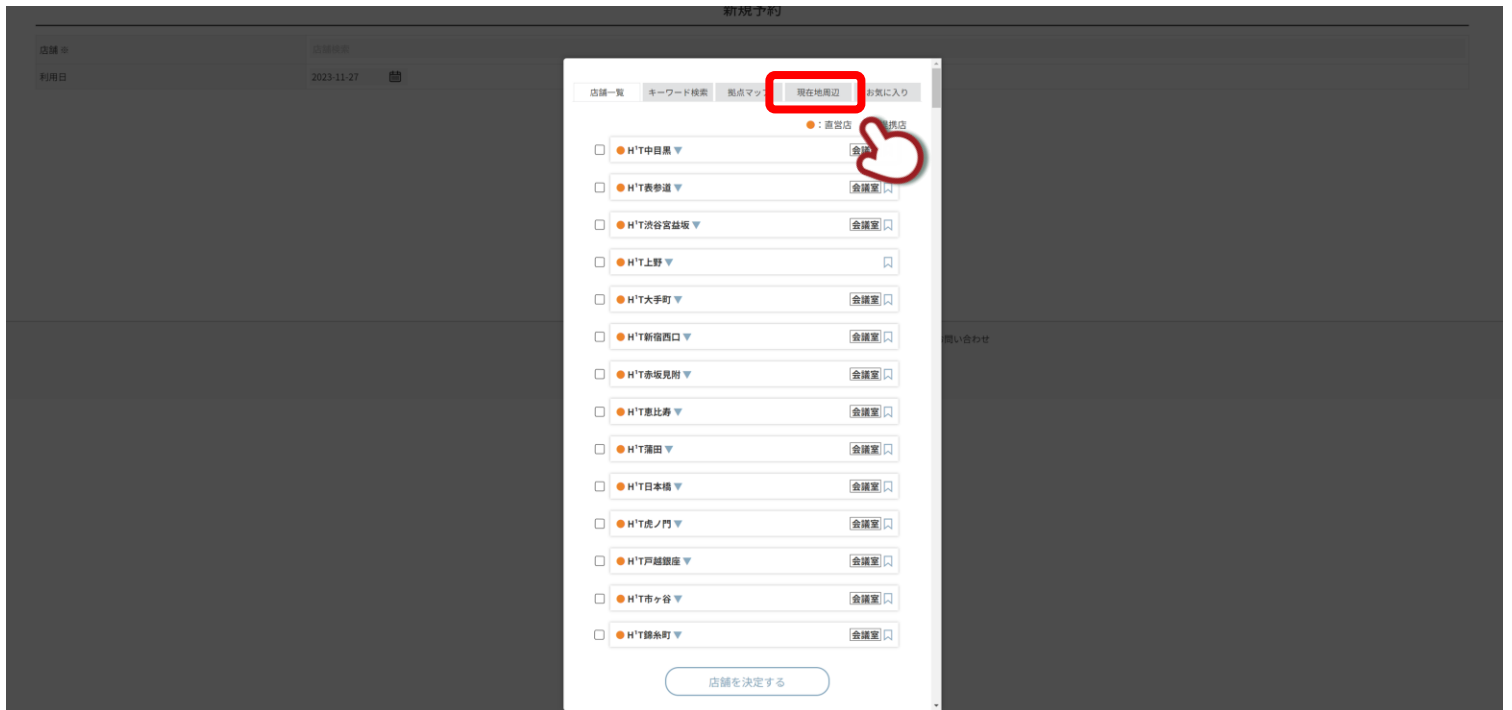 新規予約
店舗 ※
店舗検索
利用日
2023-11-27
店舗一覧
キーワード検索
拠点マップ
現在地周辺
お気に入り
：直営店
提携店
H¹T中目黒 ▼
H¹T表参道 ▼ 会議室
H¹T渋谷宮益坂 ▼ 会議室
H¹T上野 ▼
H¹T大手町 ▼ 会議室
H¹T新宿西口 ▼ 会議室
H¹T赤坂見附 ▼ 会議室
H¹T恵比寿 ▼ 会議室
H¹T蒲田 ▼ 会議室
H¹T日本橋 ▼ 会議室
H¹T虎ノ門 ▼ 会議室
H¹T戸越銀座 ▼ 会議室
H¹T市ヶ谷 ▼ 会議室
H¹T錦糸町 ▼ 会議室
問い合わせ
店舗を決定する